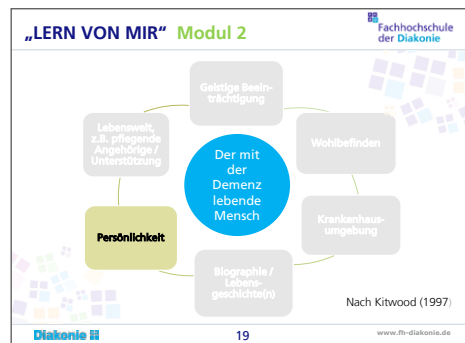 „LERN VON MIR“ Modul 2
Fachhochschule
der Diakonie
Geistige Beein-
trächtigung
Lebenswelt,
z.B. pflegende
Angehörige /
Unterstützung
Wohlbefinden
Der mit
der
Demenz
lebende
Mensch
Persönlichkeit
Krankenhaus-
umgebung
Biographie /
Lebens-
geschichte(n)
Nach Kitwood (1997)
Diakonie
19
www.fh-diakonie.de